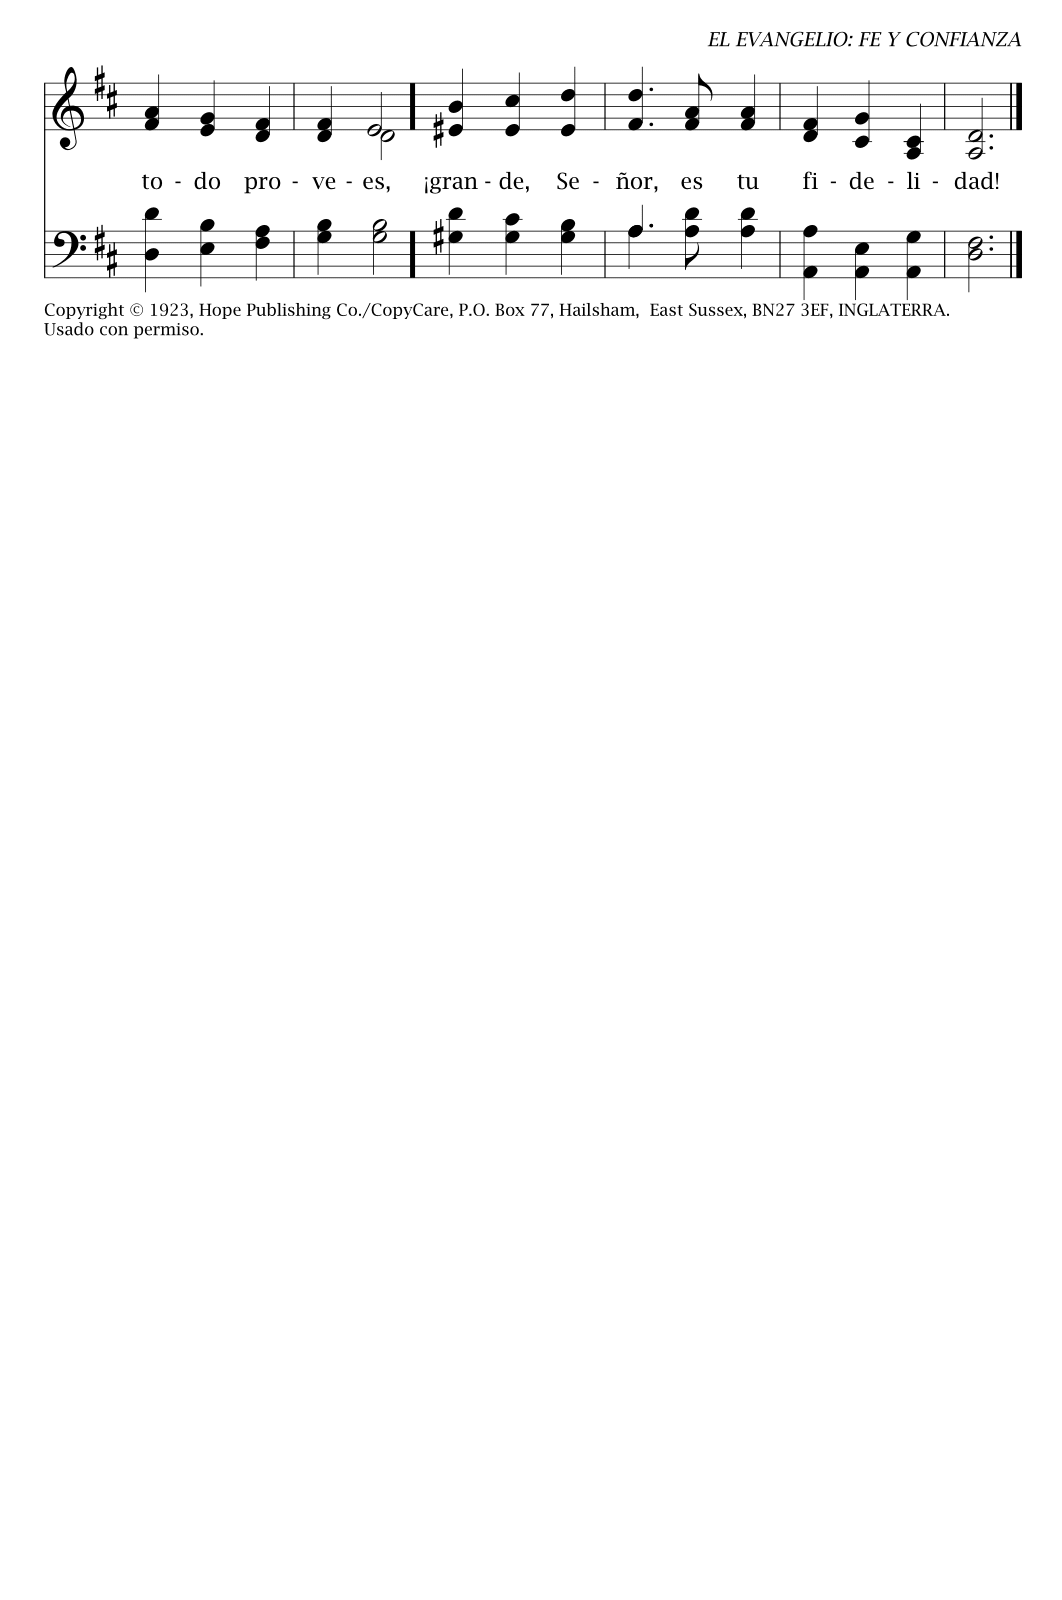 EL EVANGELIO: FE Y CONFIANZA
to - do pro - ve - es, ¡gran - de, Se - ñor, es tu fi - de - li - dad!
Copyright © 1923, Hope Publishing Co./CopyCare, P.O. Box 77, Hailsham, East Sussex, BN27 3EF, INGLATERRA.
Usado con permiso.